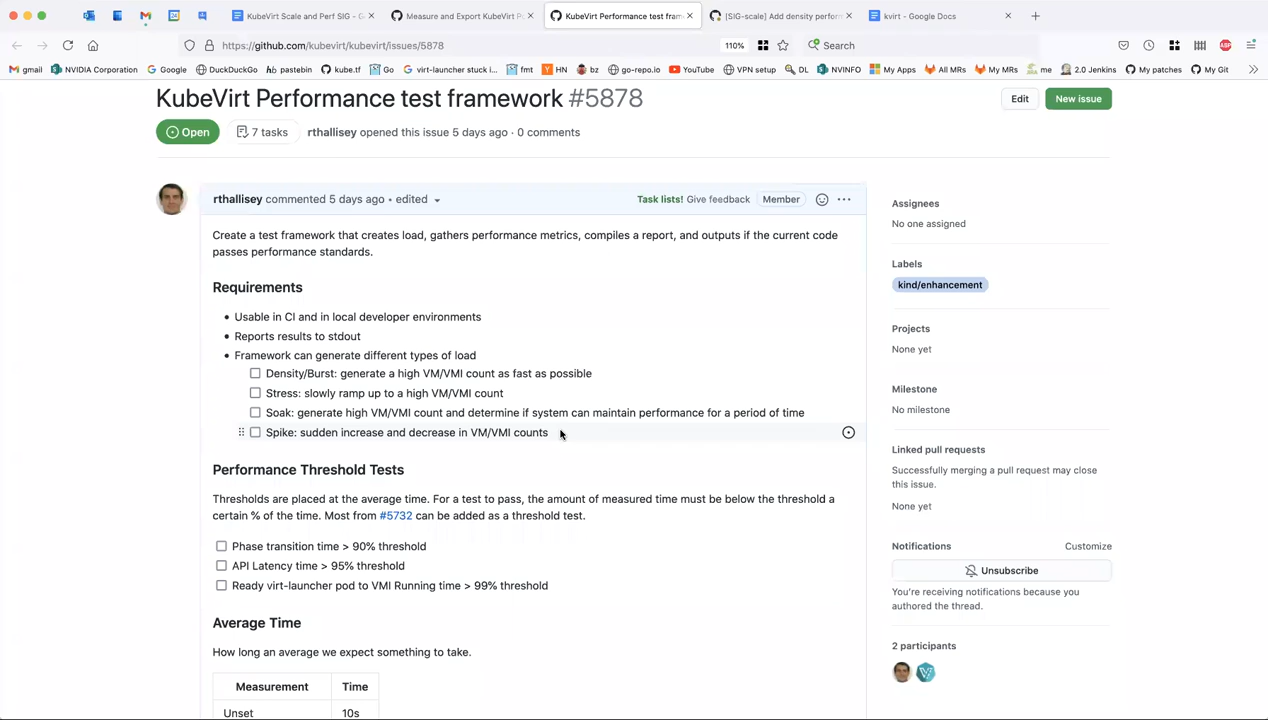 KubeVirt Scale and Perf SIG - G
Measure and Export KubeVirt P
KubeVirt Performance test fram
[SIG-scale] Add density perforn
kvirt - Google Docs
https://github.com/kubevirt/kubevirt/issues/5878
110%
Search
gmail
NVIDIA Corporation
Google
DuckDuckGo
pastebin
kube.tf
Go
virt-launcher stuck i...
fmt
HN
bz
go-repo.io
YouTube
VPN setup
DL
NVINFO
My Apps
All MRs
My MRs
me
2.0 Jenkins
My patches
My Git
KubeVirt Performance test framework #5878
Edit
New issue
Open
7 tasks
rthallisey opened this issue 5 days ago · 0 comments
rthallisey commented 5 days ago • edited
Task lists! Give feedback
Member
Create a test framework that creates load, gathers performance metrics, compiles a report, and outputs if the current code
passes performance standards.
Requirements
• Usable in CI and in local developer environments
• Reports results to stdout
• Framework can generate different types of load
Density/Burst: generate a high VM/VMI count as fast as possible
Stress: slowly ramp up to a high VM/VMI count
Soak: generate high VM/VMI count and determine if system can maintain performance for a period of time
Spike: sudden increase and decrease in VM/VMI counts
Performance Threshold Tests
Thresholds are placed at the average time. For a test to pass, the amount of measured time must be below the threshold a
certain % of the time. Most from #5732 can be added as a threshold test.
Phase transition time > 90% threshold
API Latency time > 95% threshold
Ready virt-launcher pod to VMI Running time > 99% threshold
Average Time
How long an average we expect something to take.
Measurement
Time
Unset
10s
Assignees
No one assigned
Labels
kind/enhancement
Projects
None yet
Milestone
No milestone
Linked pull requests
Successfully merging a pull request may close
this issue.
None yet
Notifications
Customize
Unsubscribe
You're receiving notifications because you
authored the thread.
2 participants